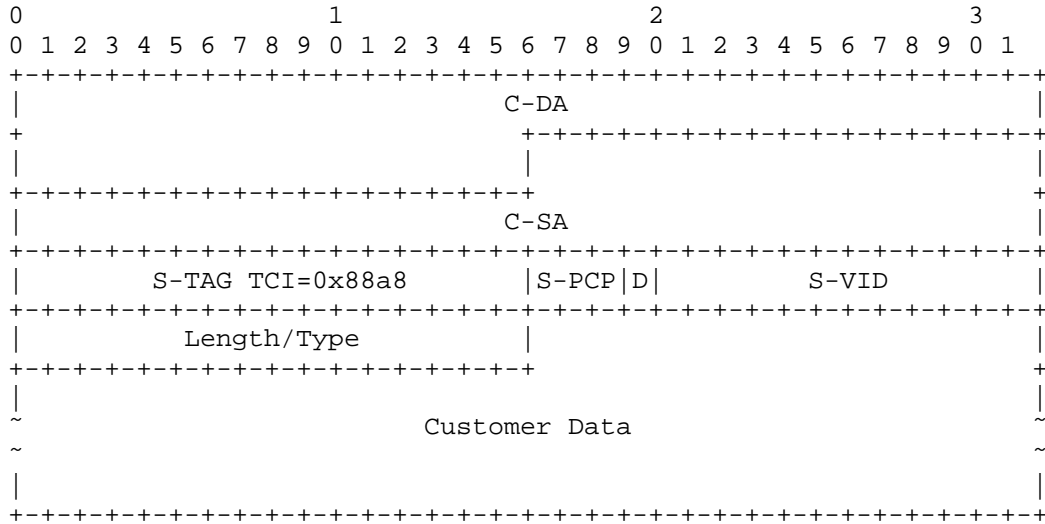 0                   1                   2                   3
0 1 2 3 4 5 6 7 8 9 0 1 2 3 4 5 6 7 8 9 0 1 2 3 4 5 6 7 8 9 0 1
+-+-+-+-+-+-+-+-+-+-+-+-+-+-+-+-+-+-+-+-+-+-+-+-+-+-+-+-+-+-+-+-+
|                              C-DA                             |
+                               +-+-+-+-+-+-+-+-+-+-+-+-+-+-+-+-+
|                               |                               |
+-+-+-+-+-+-+-+-+-+-+-+-+-+-+-+-+                               +
|                              C-SA                             |
+-+-+-+-+-+-+-+-+-+-+-+-+-+-+-+-+-+-+-+-+-+-+-+-+-+-+-+-+-+-+-+-+
|        S-TAG TCI=0x88a8       |S-PCP|D|         S-VID         |
+-+-+-+-+-+-+-+-+-+-+-+-+-+-+-+-+-+-+-+-+-+-+-+-+-+-+-+-+-+-+-+-+
|          Length/Type          |                               |
+-+-+-+-+-+-+-+-+-+-+-+-+-+-+-+-+                               +
|                                                               |
~                         Customer Data                         ~
~                                                               ~
|                                                               |
+-+-+-+-+-+-+-+-+-+-+-+-+-+-+-+-+-+-+-+-+-+-+-+-+-+-+-+-+-+-+-+-+